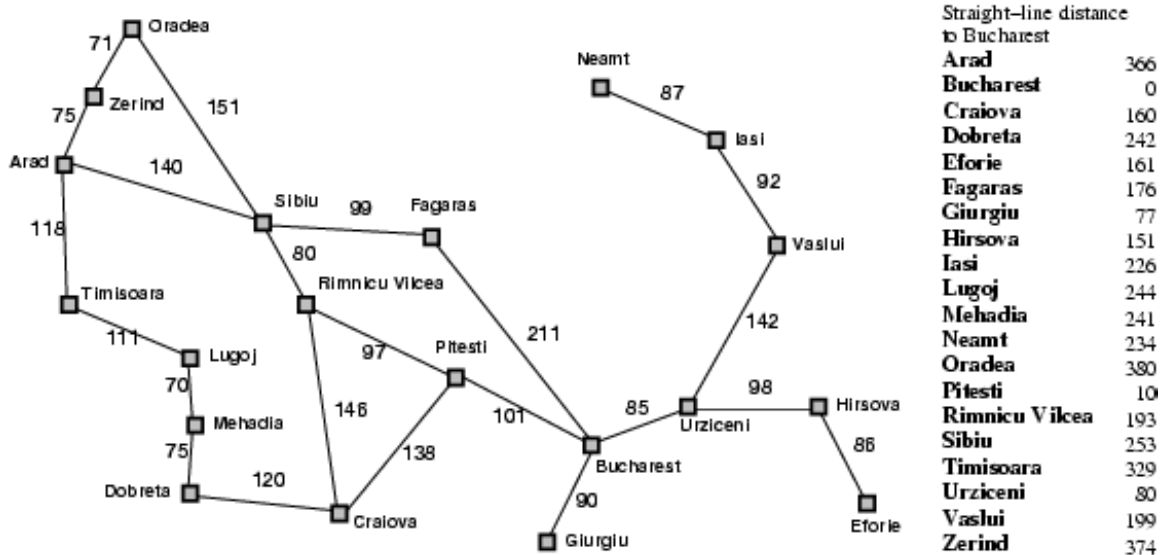 Oradea
71
Neamt
Zerind
87
75
151
Iasi
Arad
140
92
Sibiu
99
Fagaras
118
80
Vaslui
Timisoara
Rimnicu Vilcea
142
111
211
Lugoj
97
Pitesti
70
98
Hirsova
146
101
85
Mehadia
Urziceni
75
138
86
Bucharest
Dobreta
120
90
Craiova
Eforie
Giurgiu
Straight–line distance
to Bucharest
Arad 366
Bucharest 0
Craiova 160
Dobreta 242
Eforie 161
Fagaras 176
Giurgiu 77
Hirsova 151
Iasi 226
Lugoj 244
Mehadia 241
Neamt 234
Oradea 380
Pitesti 10
Rimnicu Vilcea 193
Sibiu 253
Timisoara 329
Urziceni 80
Vaslui 199
Zerind 374